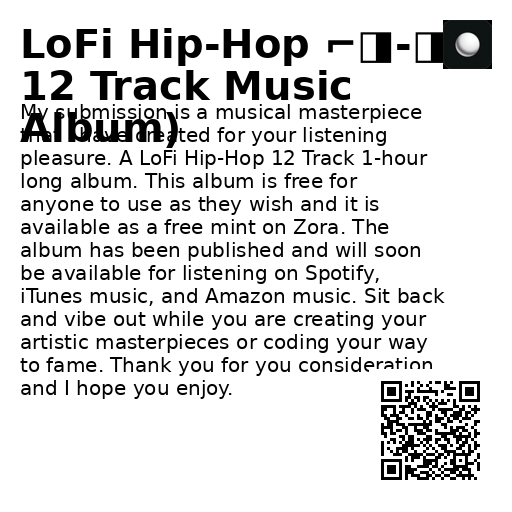 LoFi Hip-Hop ⌐◨-◨
12 Track Music
Album)
My submission is a musical masterpiece
that I have created for your listening
pleasure. A LoFi Hip-Hop 12 Track 1-hour
long album. This album is free for
anyone to use as they wish and it is
available as a free mint on Zora. The
album has been published and will soon
be available for listening on Spotify,
iTunes music, and Amazon music. Sit back
and vibe out while you are creating your
artistic masterpieces or coding your way
to fame. Thank you for you consideration
and I hope you enjoy.